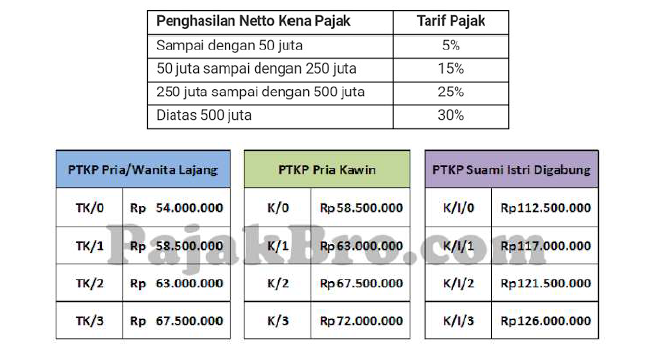 Penghasilan Netto Kena Pajak Tarif Pajak
Sampai dengan 50 juta 5%
50 juta sampai dengan 250 juta 15%
250 juta sampai dengan 500 juta 25%
Diatas 500 juta 30%
PTKP Pria/Wanita Lajang PTKP Pria Kawin PTKP Suami Istri Digabung
TK/0 Rp 54.000.000 K/0 Rp58.500.000 K/I/0 Rp112.500.000
TK/1 Rp 58.500.000 K/1 Rp63.000.000 K/I/1 Rp117.000.000
PajakBro.com
TK/2 Rp 63.000.000 K/2 Rp67.500.000 K/I/2 Rp121.500.000
TK/3 Rp 67.500.000 K/3 Rp72.000.000 K/I/3 Rp126.000.000